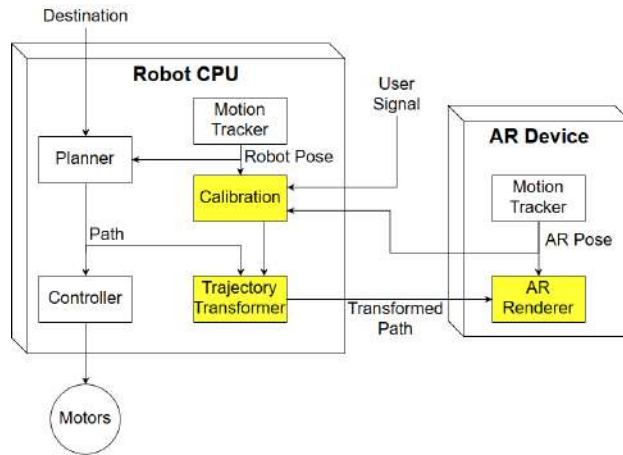 Destination
Robot CPU
User
Signal
AR Device
Motion
Tracker
Planner
Robot Pose
Calibration
Motion
Tracker
AR Pose
Path
Controller
Trajectory
Transformer
Transformed
Path
AR
Renderer
Motors